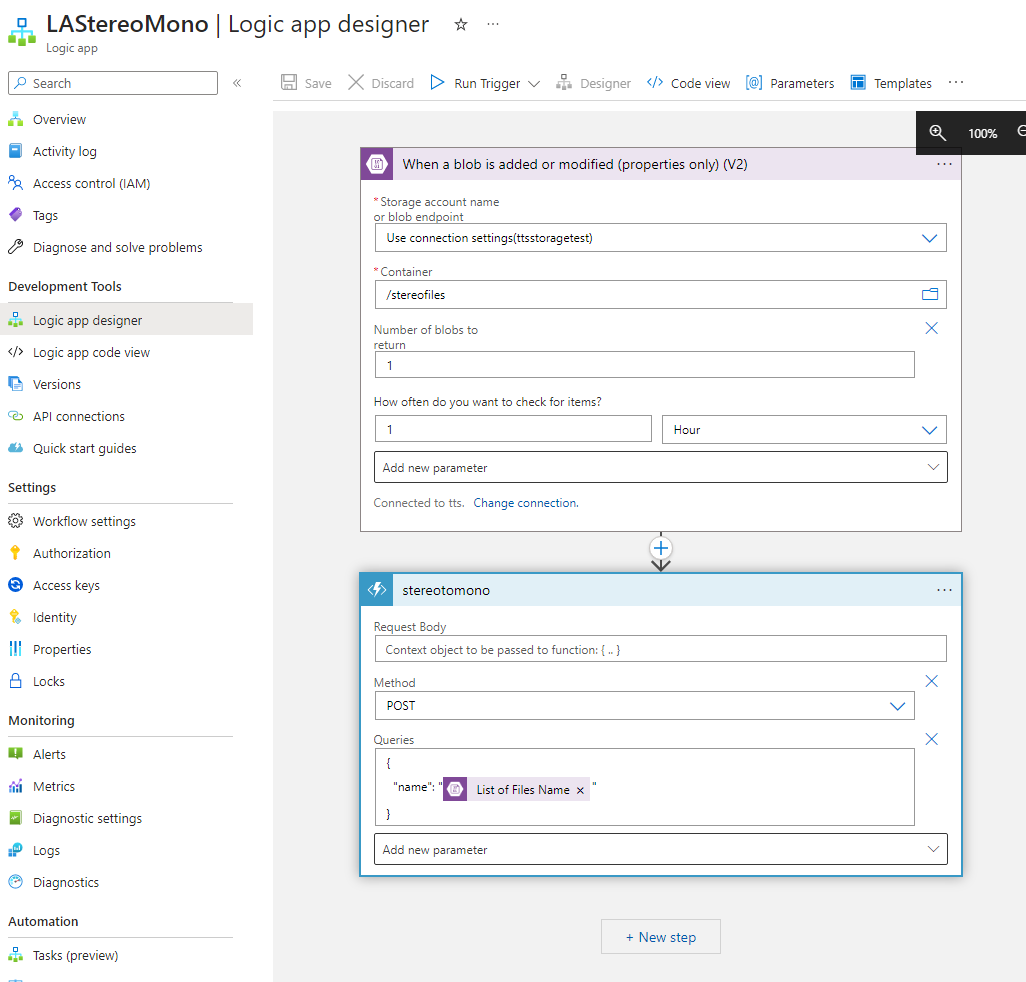 LAStereoMono | Logic app designer
Logic app
Search
Overview
Activity log
Access control (IAM)
Tags
Diagnose and solve problems
Development Tools
Logic app designer
Logic app code view
Versions
API connections
Quick start guides
Settings
Workflow settings
Authorization
Access keys
Identity
Properties
Locks
Monitoring
Alerts
Metrics
Diagnostic settings
Logs
Diagnostics
Automation
Tasks (preview)
Save Discard Run Trigger Designer Code view Parameters Templates
100%
When a blob is added or modified (properties only) (V2)
* Storage account name
or blob endpoint
Use connection settings(ttsstoragetest)
* Container
/stereofiles
Number of blobs to
return
1
How often do you want to check for items?
1 Hour
Add new parameter
Connected to tts. Change connection.
stereotomono
Request Body
Context object to be passed to function: { .. }
Method
POST
Queries
{
"name": " List of Files Name × "
}
Add new parameter
+ New step